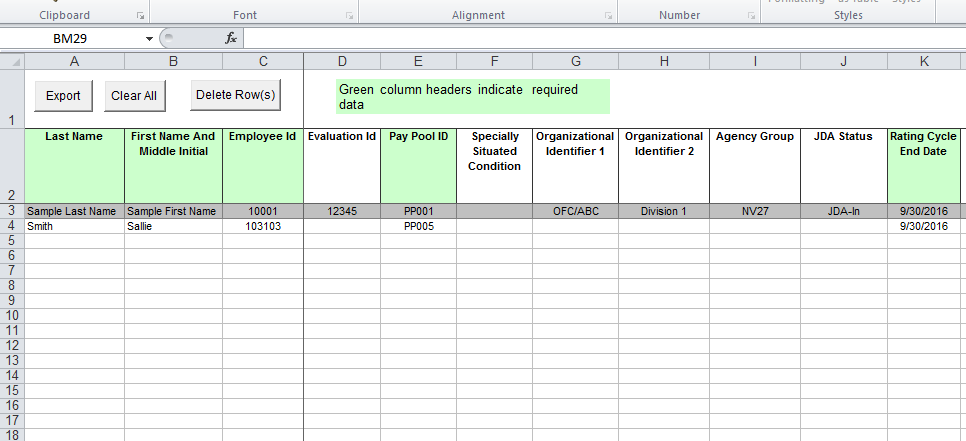 Formatting as Table Styles
Clipboard Font Alignment Number Styles
BM29 fx
A B C D E F G H I J K
Export Clear All Delete Row(s)
Green column headers indicate required
data
1
Last Name First Name And Employee Id Evaluation Id Pay Pool ID Specially Organizational Organizational Agency Group JDA Status Rating Cycle
Middle Initial Situated Identifier 1 Identifier 2 End Date
Condition
2
3 Sample Last Name Sample First Name 10001 12345 PP001 OFC/ABC Division 1 NV27 JDA-In 9/30/2016
4 Smith Sallie 103103 PP005 9/30/2016
5
6
7
8
9
10
11
12
13
14
15
16
17
18